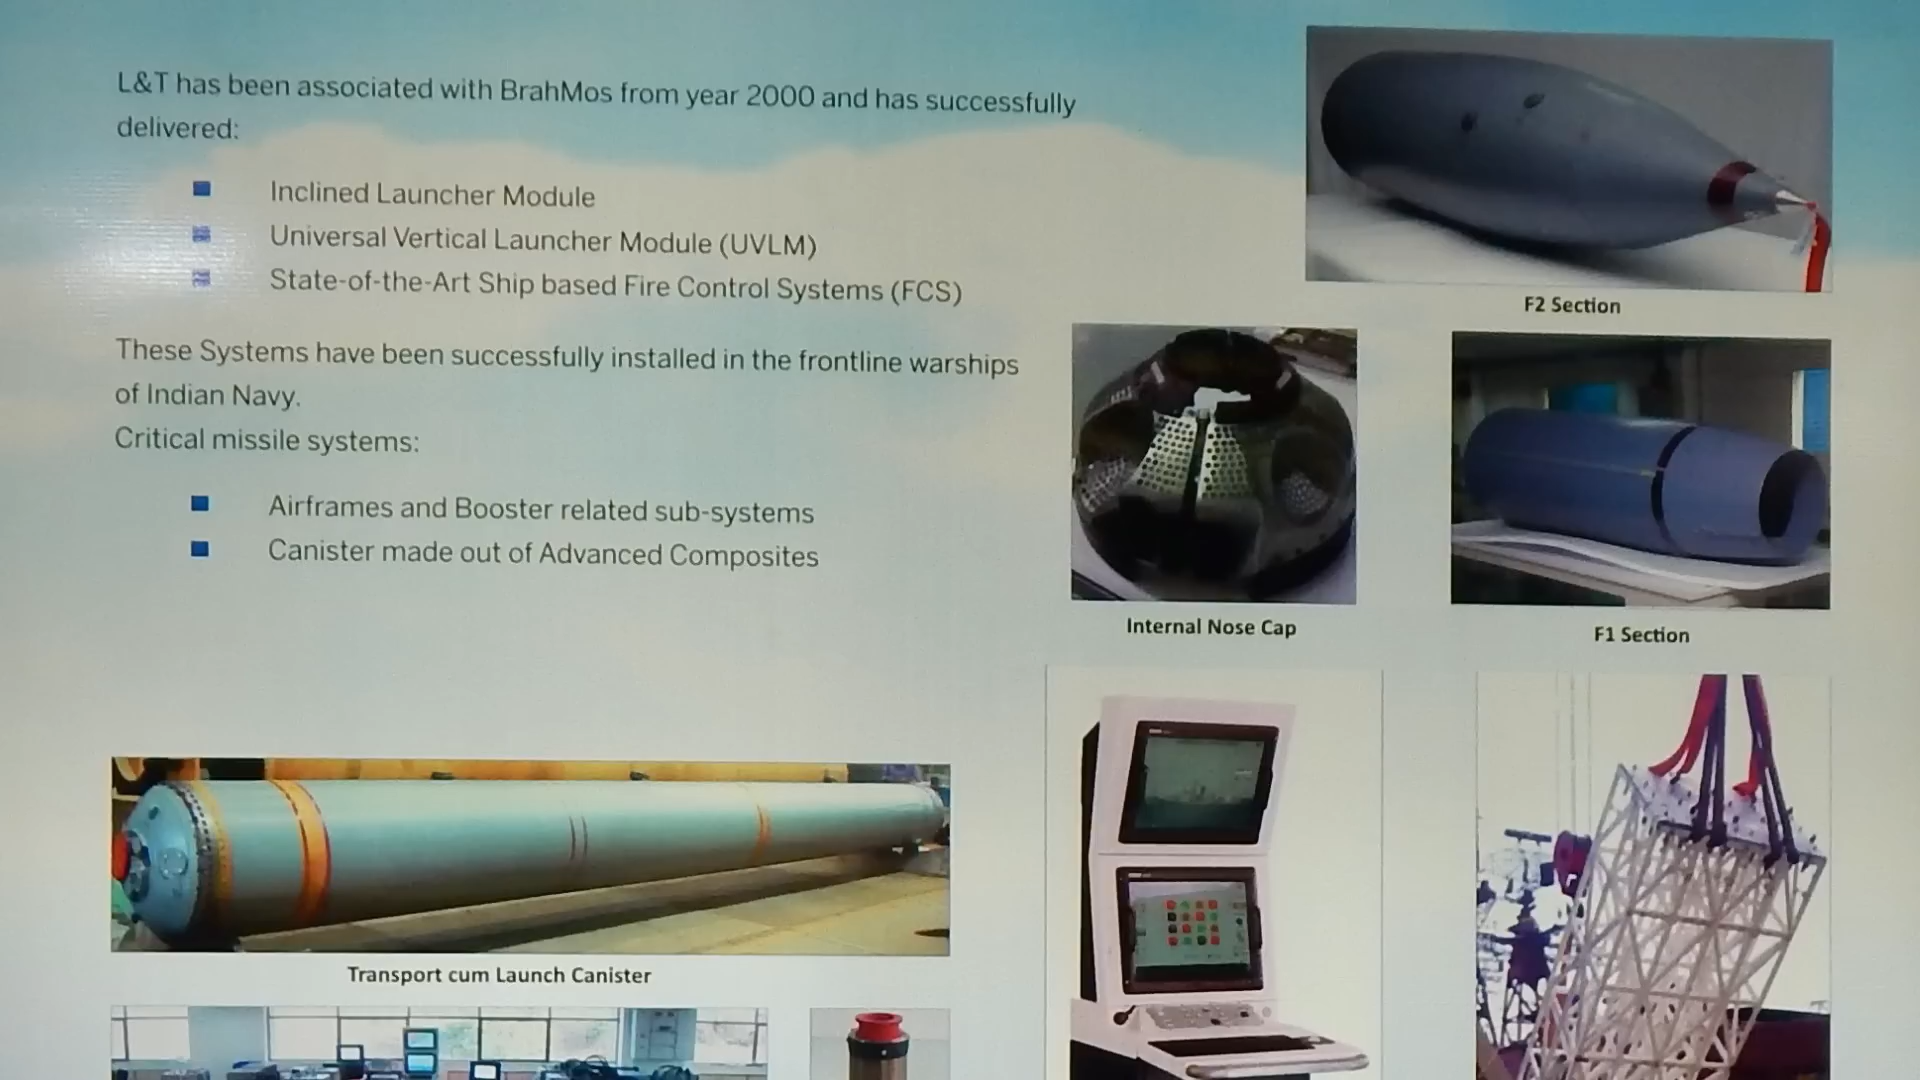 L&T has been associated with BrahMos from year 2000 and has successfully
delivered:
Inclined Launcher Module
Universal Vertical Launcher Module (UVLM)
State-of-the-Art Ship based Fire Control Systems (FCS)
These Systems have been successfully installed in the frontline warships
of Indian Navy.
Critical missile systems:
Airframes and Booster related sub-systems
Canister made out of Advanced Composites
F2 Section
Internal Nose Cap
F1 Section
Transport cum Launch Canister